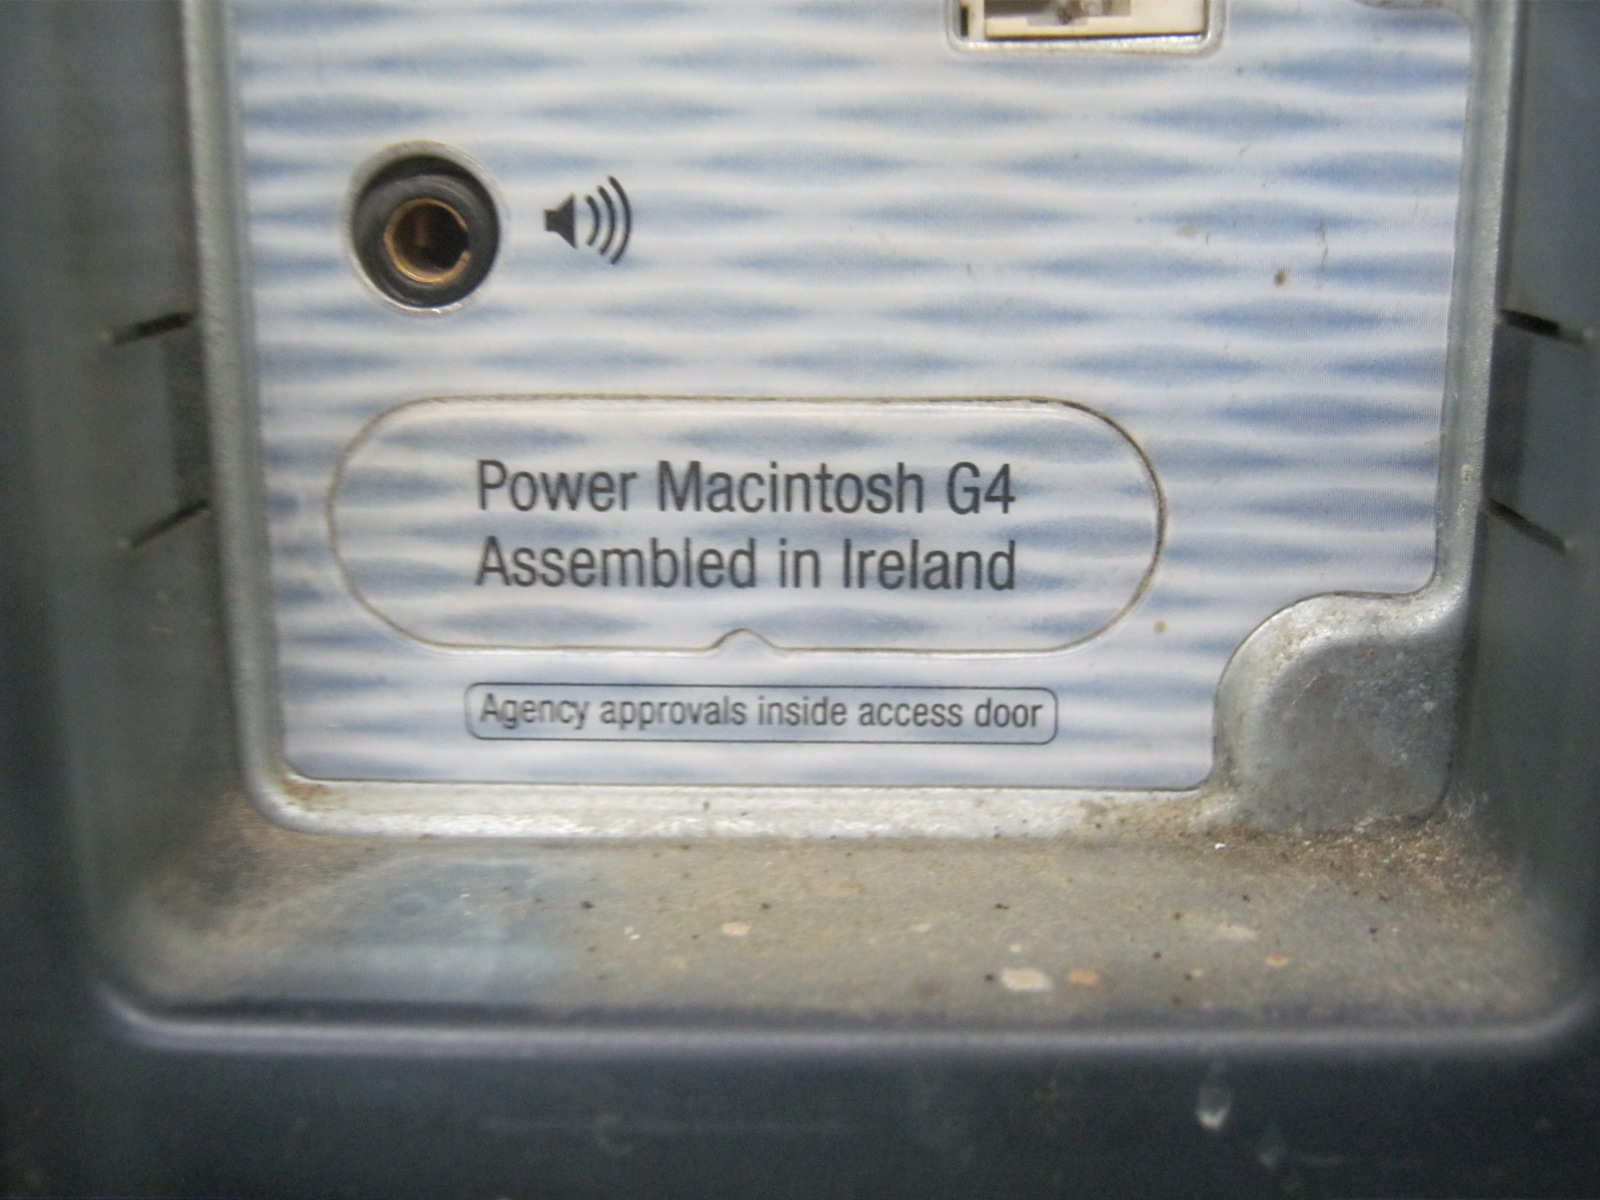 Power Macintosh G4
Assembled in Ireland
Agency approvals inside access door